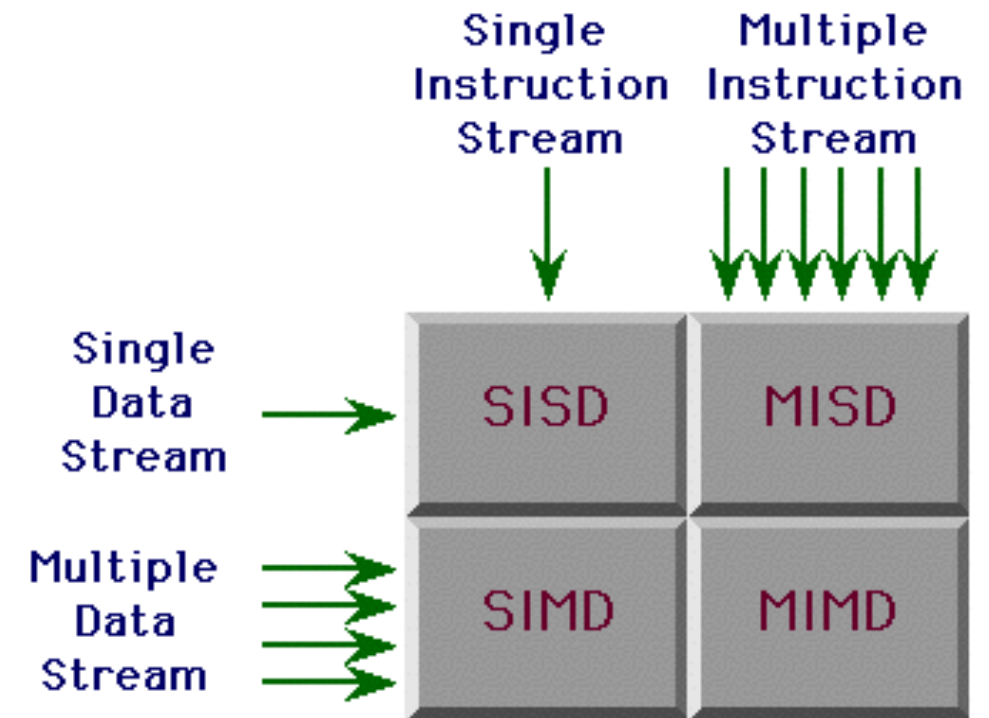 Single
Instruction
Stream
Multiple
Instruction
Stream
Single
Data
Stream
SISD
MISD
Multiple
Data
Stream
SIMD
MIMD